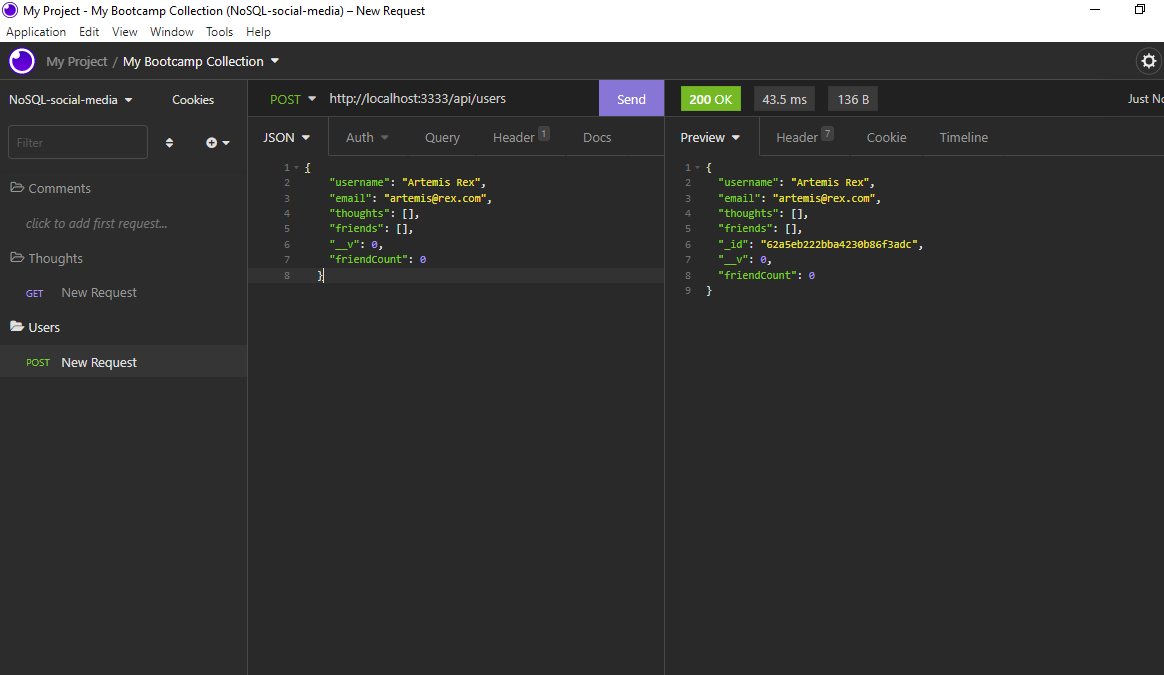 My Project - My Bootcamp Collection (NoSQL-social-media) – New Request
Application Edit View Window Tools Help
My Project / My Bootcamp Collection
NoSQL-social-media Cookies
Filter
Comments
click to add first request...
Thoughts
GET New Request
Users
POST New Request
POST http://localhost:3333/api/users Send
JSON Auth Query Header 1 Docs
1 {
2 "username": "Artemis Rex",
3 "email": "artemis@rex.com",
4 "thoughts": [],
5 "friends": [],
6 "__v": 0,
7 "friendCount": 0
8 }
200 OK 43.5 ms 136 B Just No
Preview Header 7 Cookie Timeline
1 {
2 "username": "Artemis Rex",
3 "email": "artemis@rex.com",
4 "thoughts": [],
5 "friends": [],
6 "_id": "62a5eb222bba4230b86f3adc",
7 "__v": 0,
8 "friendCount": 0
9 }